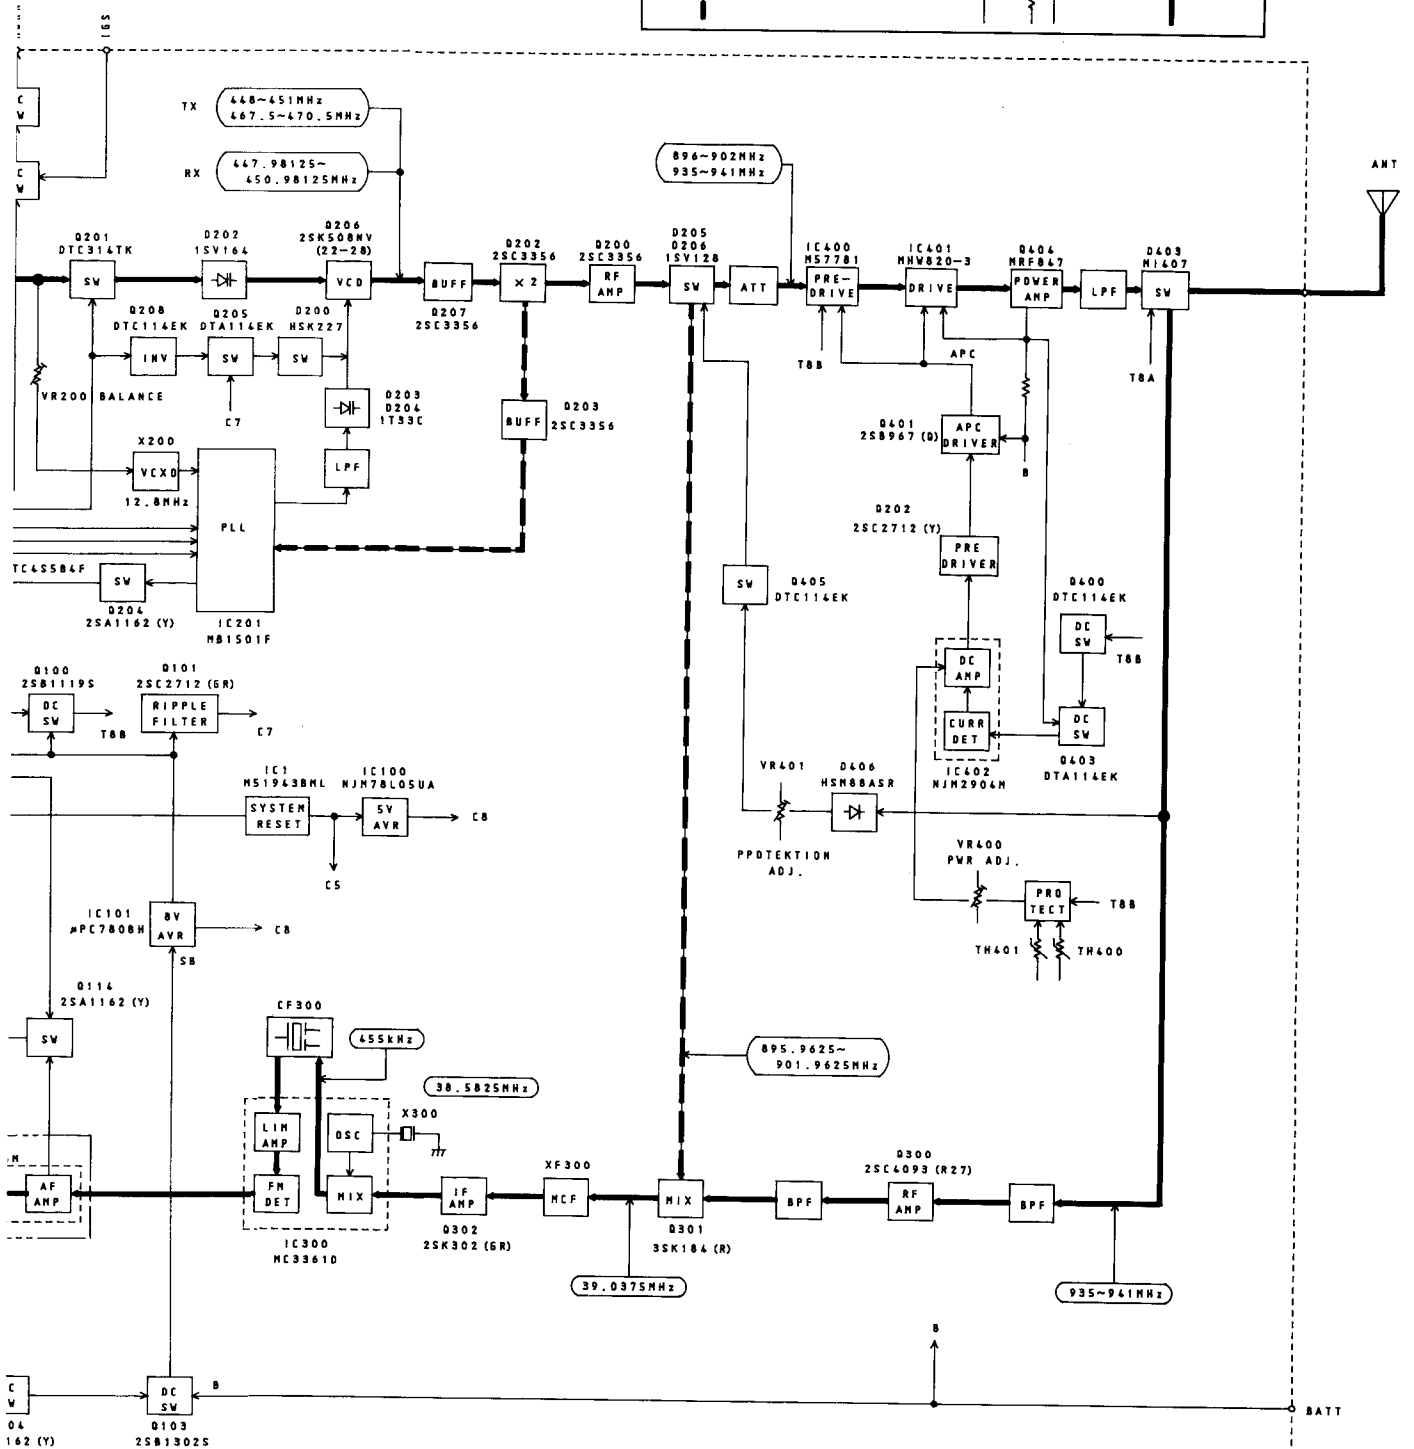 IGS
C
W
C
W
TX
448~451MHz
467.5~470.5MHz
RX
447.98125~
450.98125MHz
896~902MHz
935~941MHz
ANT
Q201
DTC314TK
SW
D202
1SV164
Q206
2SK508NV
(22-28)
VCO
BUFF
Q207
2SC3356
Q202
2SC3356
×2
Q200
2SC3356
RF
AMP
D205
D206
1SV128
SW
ATT
IC400
M57781
PRE-
DRIVE
IC401
MHW820-3
DRIVE
Q404
MRF847
POWER
AMP
LPF
D403
MI407
SW
Q208
DTC114EK
INV
Q205
DTA114EK
SW
D200
HSK227
SW
T8B
APC
T8A
VR200 BALANCE
C7
D203
D204
1T33C
BUFF
Q203
2SC3356
Q401
2SB967 (Q)
APC
DRIVER
B
X200
VCXO
12.8MHz
LPF
PLL
IC201
MB1501F
TC4S584F
SW
Q204
2SA1162 (Y)
Q202
2SC2712 (Y)
PRE
DRIVER
SW
Q405
DTC114EK
Q400
DTC114EK
DC
SW
T8B
DC
AMP
CURR
DET
IC402
NJM2904M
DC
SW
Q403
DTA114EK
Q100
2SB1119S
DC
SW
T8B
Q101
2SC2712 (GR)
RIPPLE
FILTER
C7
IC1
M51943BML
SYSTEM
RESET
C5
IC100
NJM78L05UA
5V
AVR
C8
VR401
PPOTEKTION
ADJ.
D406
HSM88ASR
VR400
PWR ADJ.
PRO
TECT
T8B
TH401
TH400
IC101
μPC7808H
8V
AVR
C8
SB
Q114
2SA1162 (Y)
SW
CF300
455kHz
38.5825MHz
895.9625~
901.9625MHz
LIM
AMP
OSC
X300
M
AF
AMP
FM
DET
MIX
IC300
MC3361D
IF
AMP
Q302
2SK302 (GR)
XF300
MCF
MIX
Q301
3SK184 (R)
BPF
Q300
2SC4093 (R27)
RF
AMP
BPF
39.0375MHz
935~941MHz
B
C
W
04
162 (Y)
DC
SW
Q103
2SB1302S
B
BATT